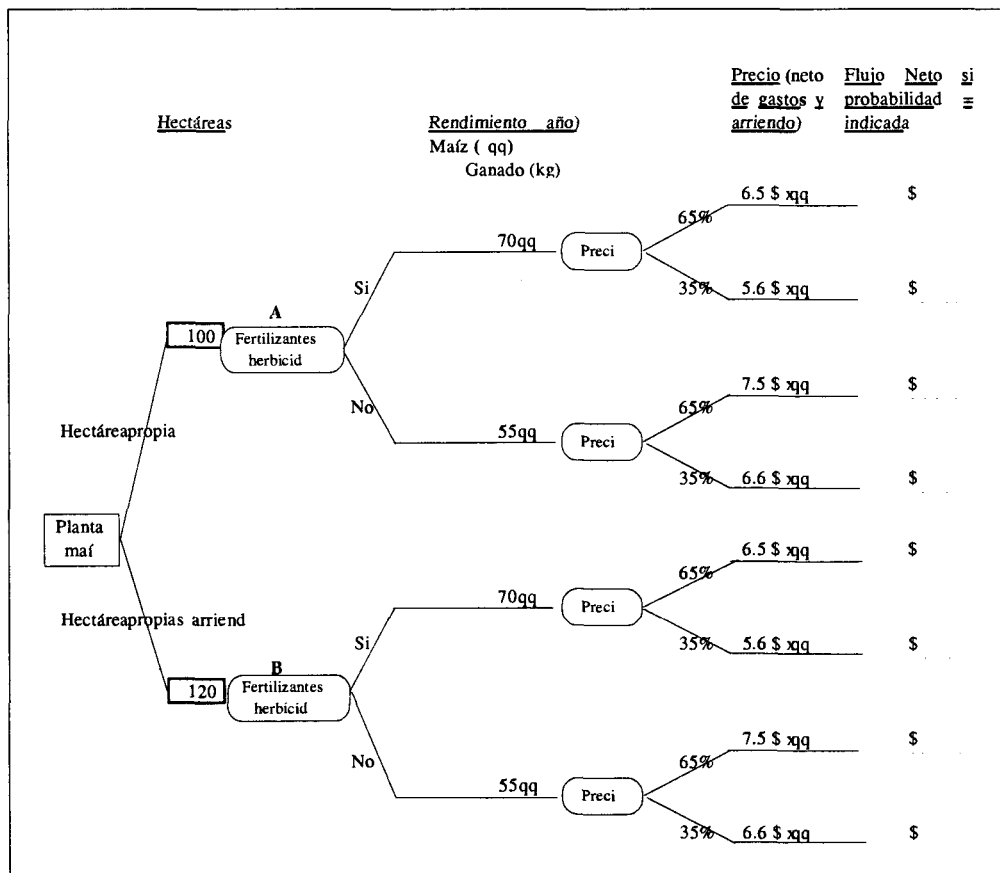 Precio (neto de gastos y arriendo)
Flujo Neto si probabilidad = indicada
Hectáreas
Rendimiento año)
Maíz ( qq)
Ganado (kg)
6.5 $ xqq
$
65%
70qq
Preci
35%
5.6 $ xqq
$
Si
A
100
Fertilizantes
herbicid
7.5 $ xqq
$
65%
No
55qq
Preci
Hectáreapropia
35%
6.6 $ xqq
$
Planta
maí
6.5 $ xqq
$
65%
70qq
Preci
Hectáreapropias arriend
Si
35%
5.6 $ xqq
$
B
120
Fertilizantes
herbicid
7.5 $ xqq
$
No
65%
55qq
Preci
35%
6.6 $ xqq
$